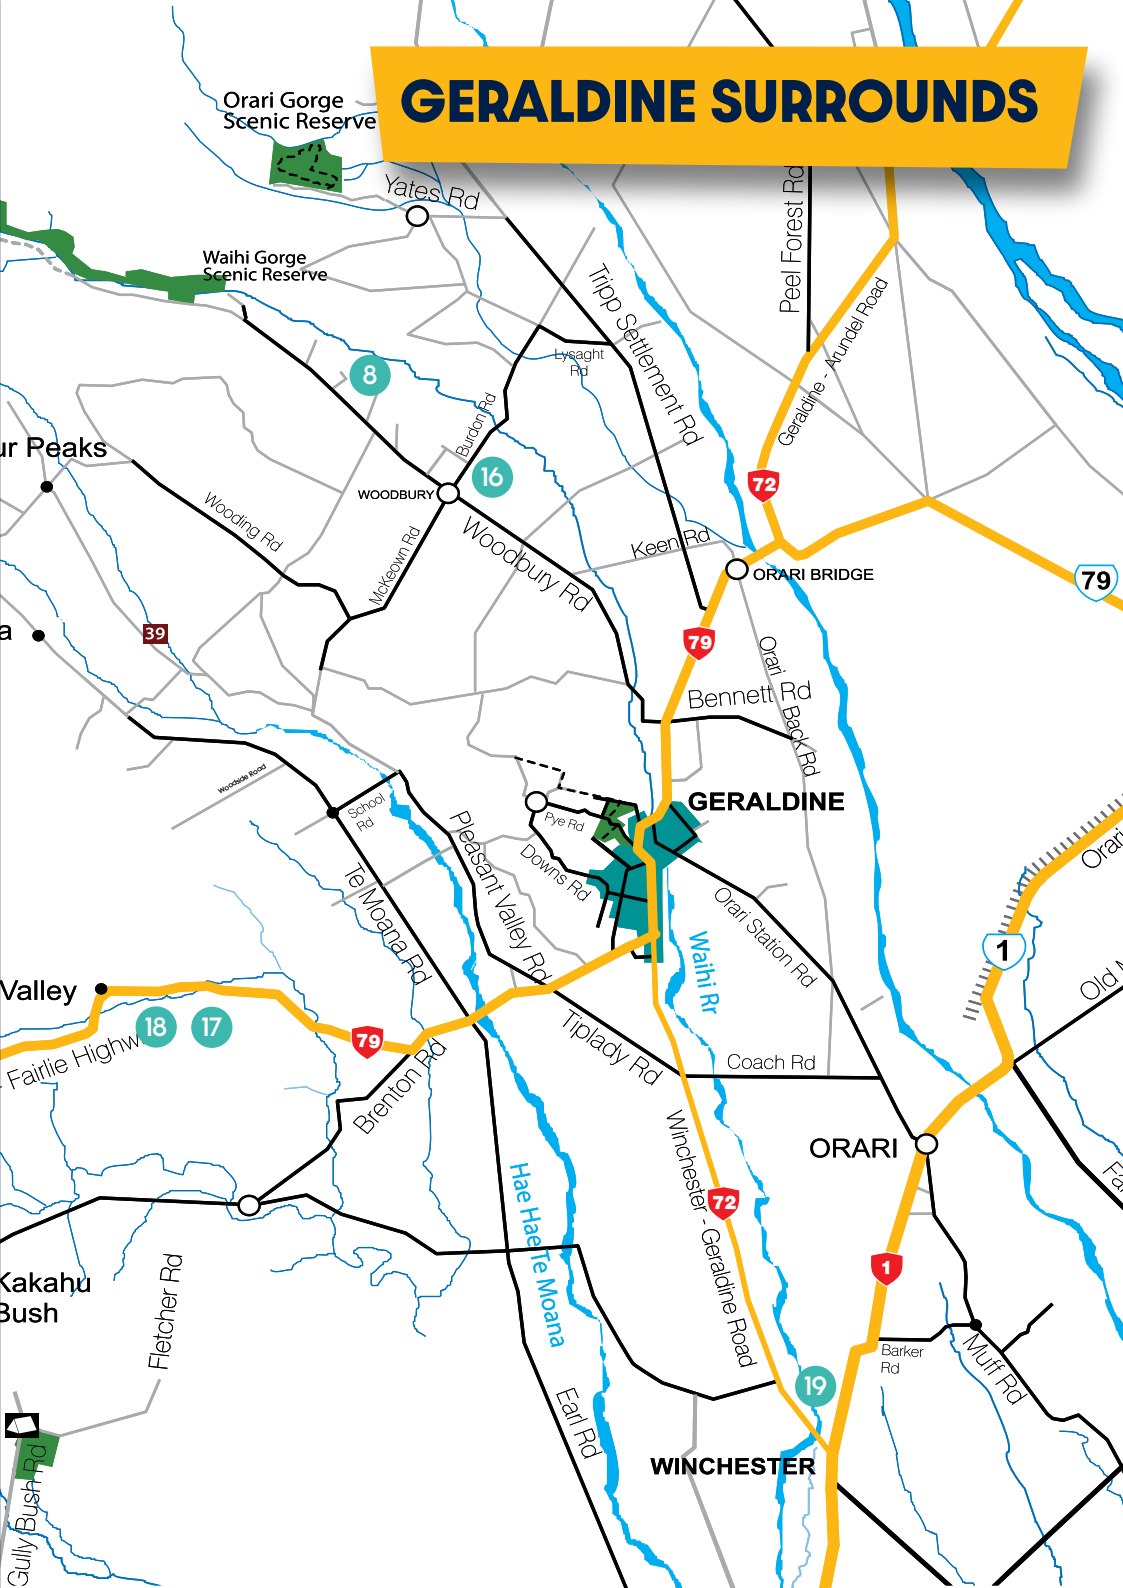 GERALDINE SURROUNDS
Orari Gorge
Scenic Reserve
Yates Rd
Peel Forest Rd
Waihi Gorge
Scenic Reserve
Tripp Settlement Rd
Geraldine - Arundel Road
Lysaght
Rd
8
Burdon Rd
ur Peaks
16
72
WOODBURY
Wooding Rd
Woodbury Rd
McKeown Rd
Keen Rd
ORARI BRIDGE
79
a
39
79
Orari Back Rd
Bennett Rd
Woodside Road
School
Rd
GERALDINE
Pye Rd
Pleasant Valley Rd
Downs Rd
Te Moana Rd
Orari Station Rd
Orari
Waihi Rr
1
Old
Valley
18
17
79
Fairlie Highw
Brenton Rd
Tiplady Rd
Coach Rd
ORARI
Winchester - Geraldine Road
72
Hae Hae Te Moana
Fa
Kakahu
Bush
Fletcher Rd
1
Barker
Rd
Muff Rd
19
Earl Rd
WINCHESTER
Gully Bush Rd